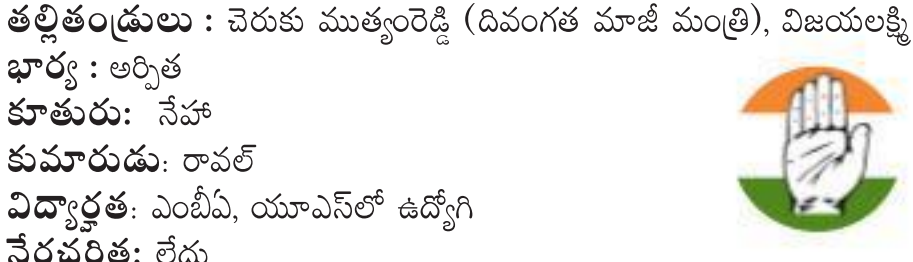 తల్లితండ్రులు : చెరుకు ముత్యంరెడ్డి (దివంగత మాజీ మంత్రి), విజయలక్ష్మి
భార్య : అర్పిత
కూతురు: నేహా
కుమారుడు: రావల్
విద్యార్హత: ఎంబీఏ, యూఎస్‌లో ఉద్యోగి
నేరచరిత: లేదు